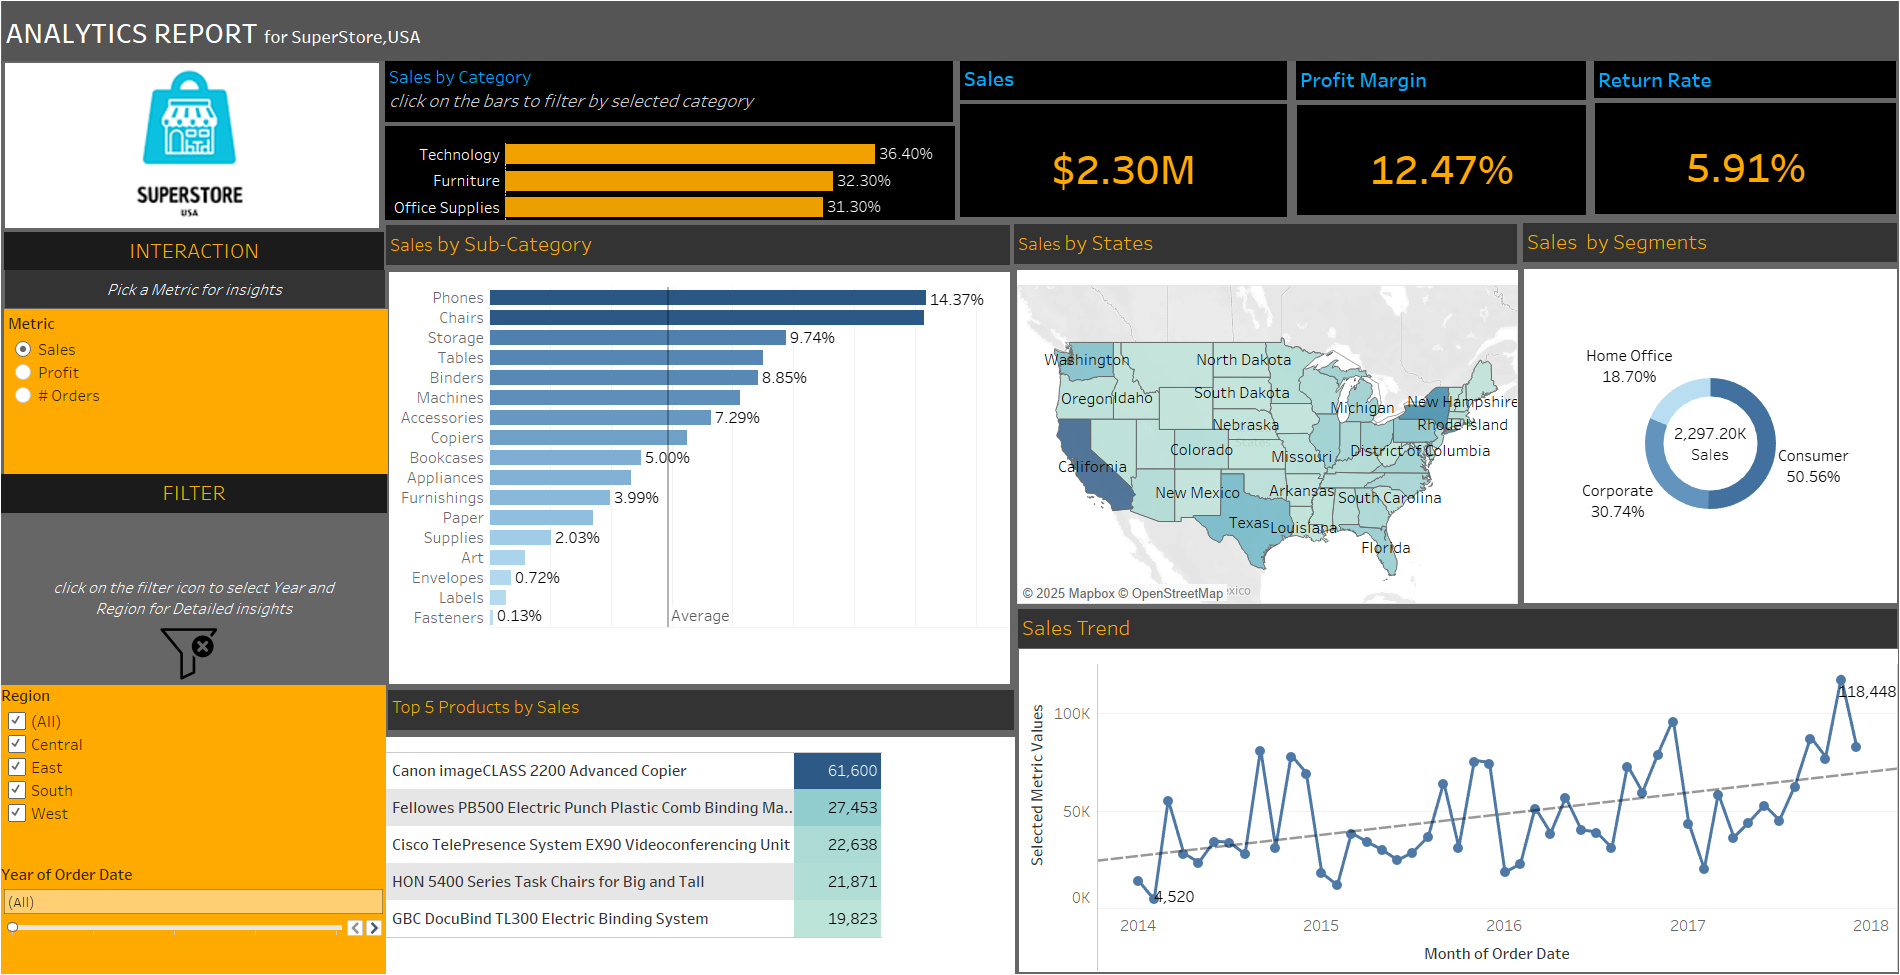 ANALYTICS REPORT for SuperStore,USA
SUPERSTORE
USA
INTERACTION
Pick a Metric for insights
Metric
Sales
Profit
# Orders
FILTER
click on the filter icon to select Year and
Region for Detailed insights
Region
(All)
Central
East
South
West
Year of Order Date
(All)
Sales by Category
click on the bars to filter by selected category
Technology 36.40%
Furniture 32.30%
Office Supplies 31.30%
Sales
$2.30M
Profit Margin
12.47%
Return Rate
5.91%
Sales by Sub-Category
Phones 14.37%
Chairs
Storage 9.74%
Tables
Binders 8.85%
Machines
Accessories 7.29%
Copiers
Bookcases 5.00%
Appliances
Furnishings 3.99%
Paper
Supplies 2.03%
Art
Envelopes 0.72%
Labels
Fasteners 0.13%
Average
Sales by States
Washington
North Dakota
Oregon
Idaho
South Dakota
Michigan
New Hampshire
Nebraska
Rhode Island
States
Colorado
Missouri
District of Columbia
California
New Mexico
Arkansas
South Carolina
Texas
Louisiana
Florida
© 2025 Mapbox © OpenStreetMap
Sales by Segments
Home Office
18.70%
2,297.20K
Sales
Consumer
50.56%
Corporate
30.74%
Top 5 Products by Sales
Canon imageCLASS 2200 Advanced Copier 61,600
Fellowes PB500 Electric Punch Plastic Comb Binding Ma.. 27,453
Cisco TelePresence System EX90 Videoconferencing Unit 22,638
HON 5400 Series Task Chairs for Big and Tall 21,871
GBC DocuBind TL300 Electric Binding System 19,823
Sales Trend
Selected Metric Values
100K
50K
0K
118,448
4,520
2014 2015 2016 2017 2018
Month of Order Date